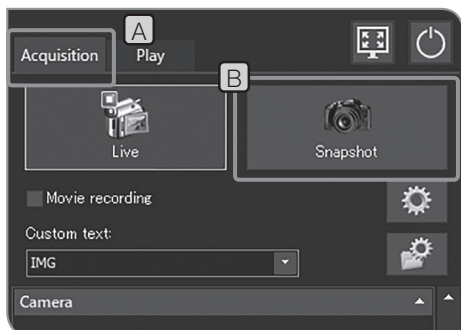 A
Acquisition
Play
B
Live
Snapshot
Movie recording
Custom text:
IMG
Camera